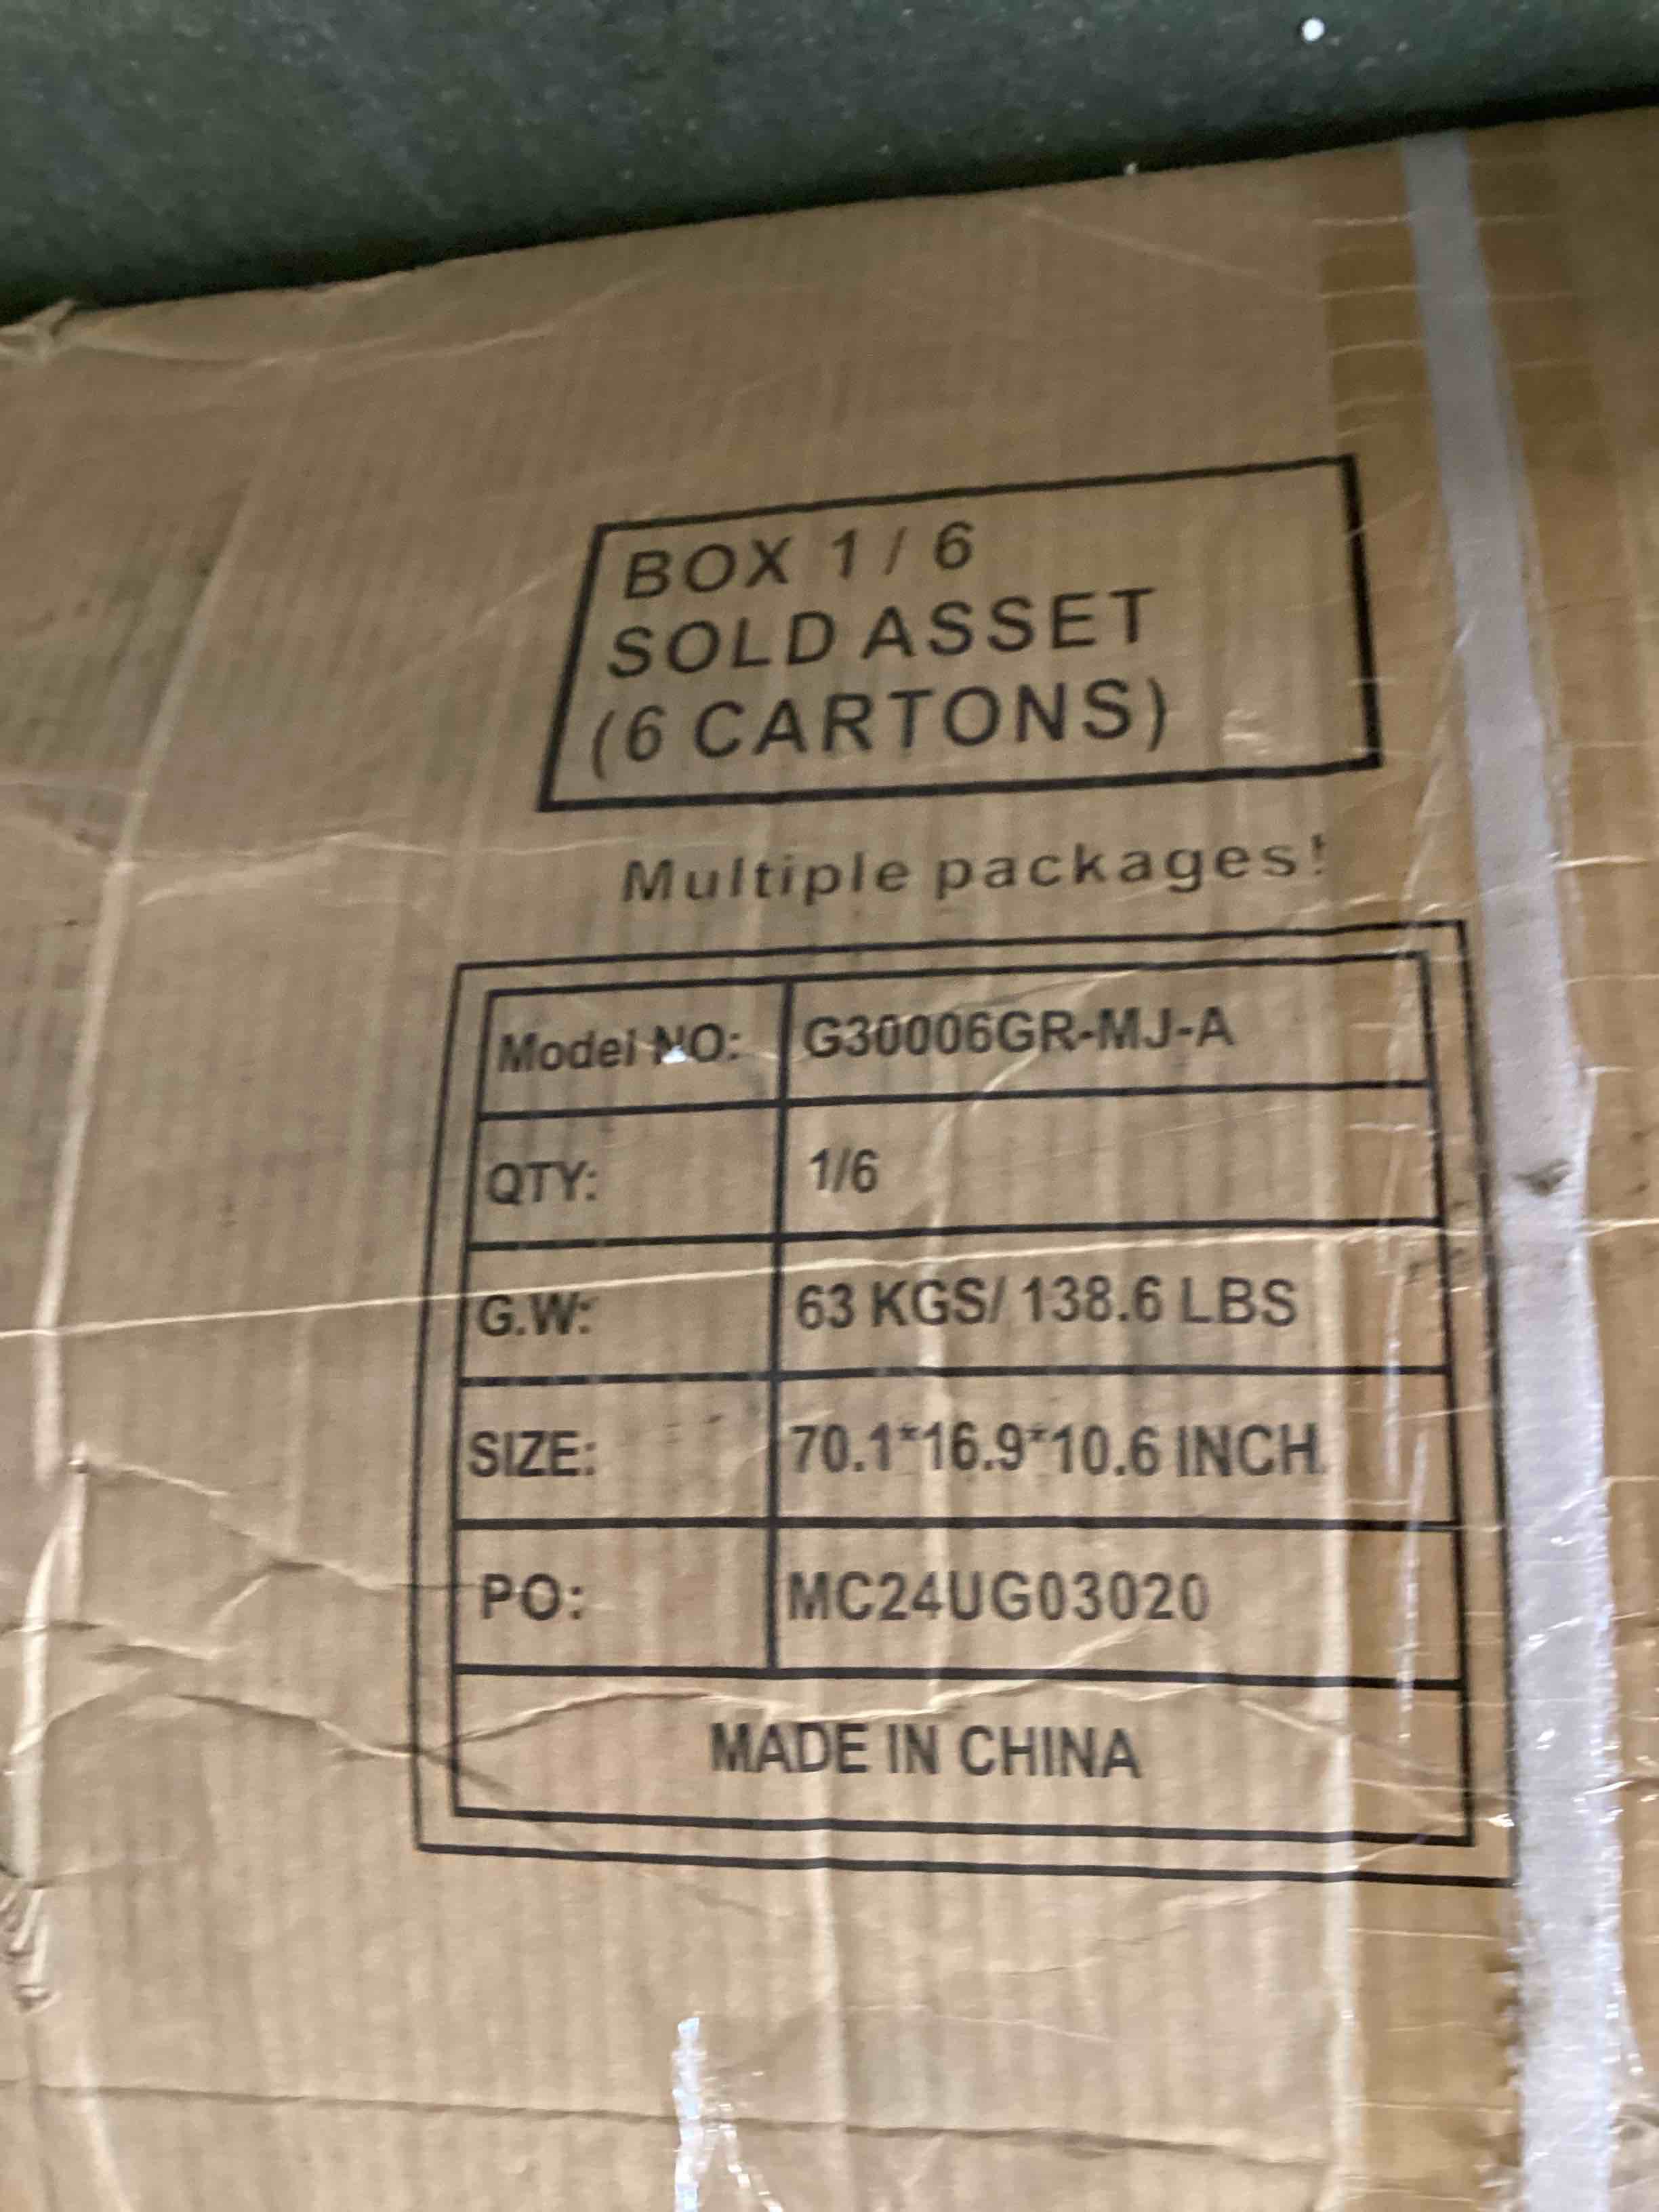 BOX 1 / 6
SOLD ASSET
(6 CARTONS)
Multiple packages!
Model NO: G30006GR-MJ-A
QTY: 1/6
G.W: 63 KGS/ 138.6 LBS
SIZE: 70.1*16.9*10.6 INCH
PO: MC24UG03020
MADE IN CHINA